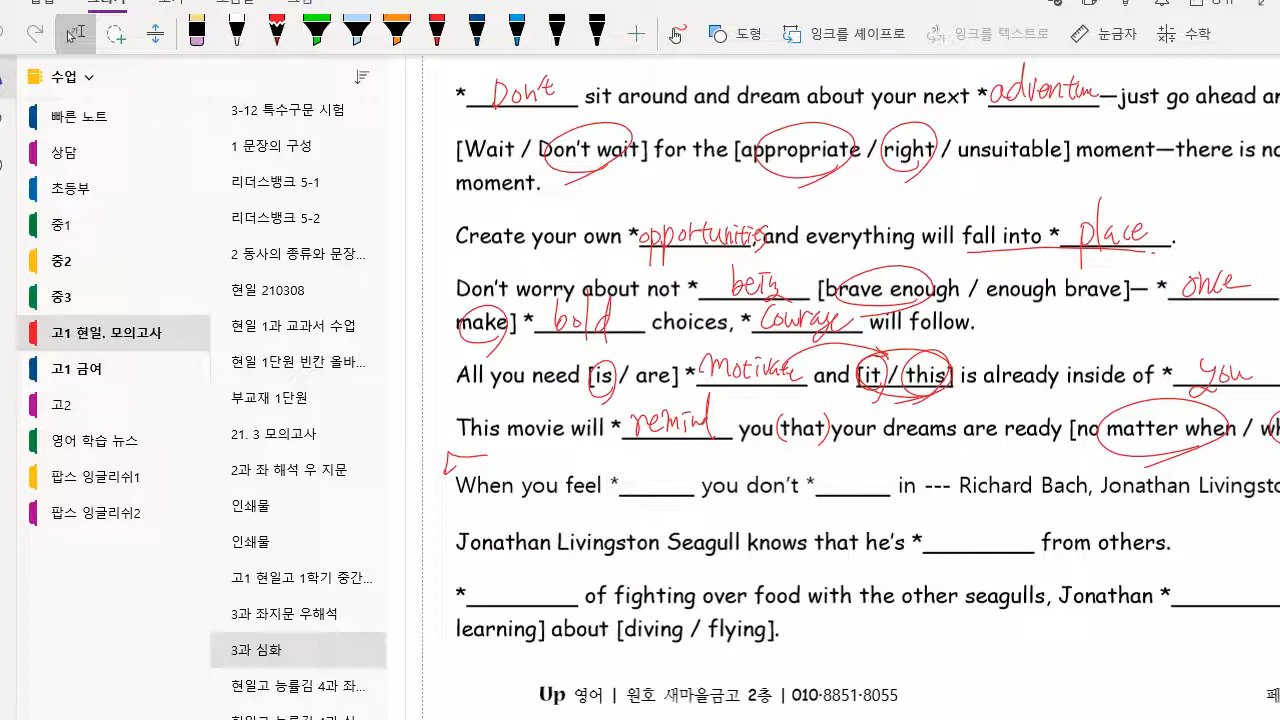 도형
잉크를 셰이프로
잉크를 텍스트로
눈금자
수학
수업
빠른 노트
상담
초등부
중1
중2
중3
고1 현일. 모의고사
고1 금여
고2
영어 학습 뉴스
팝스 잉글리쉬1
팝스 잉글리쉬2
3-12 특수구문 시험
1 문장의 구성
리더스뱅크 5-1
리더스뱅크 5-2
2 동사의 종류와 문장...
현일 210308
현일 1과 교과서 수업
현일 1단원 빈칸 올바...
부교재 1단원
21. 3 모의고사
2과 좌 해석 우 지문
인쇄물
인쇄물
고1 현일고 1학기 중간...
3과 좌지문 우해석
3과 심화
현일고 능률김 4과 좌...
*Don't sit around and dream about your next *adventure—just go ahead
[Wait / Don't wait] for the [appropriate / right / unsuitable] moment—there is
moment.
Create your own *opportunities, and everything will fall into *place.
Don't worry about not *being [brave enough / enough brave]— *once
make] *bold choices, *Courage will follow.
All you need [is / are] *Motivate and [it / this] is already inside of *you
This movie will *remind you that your dreams are ready [no matter when /
When you feel *______ you don't *______ in --- Richard Bach, Jonathan
Jonathan Livingston Seagull knows that he's *_________ from others.
*_________ of fighting over food with the other seagulls, Jonathan *_________
learning] about [diving / flying].
Up 영어 | 원호 새마을금고 2층 | 010·8851·8055